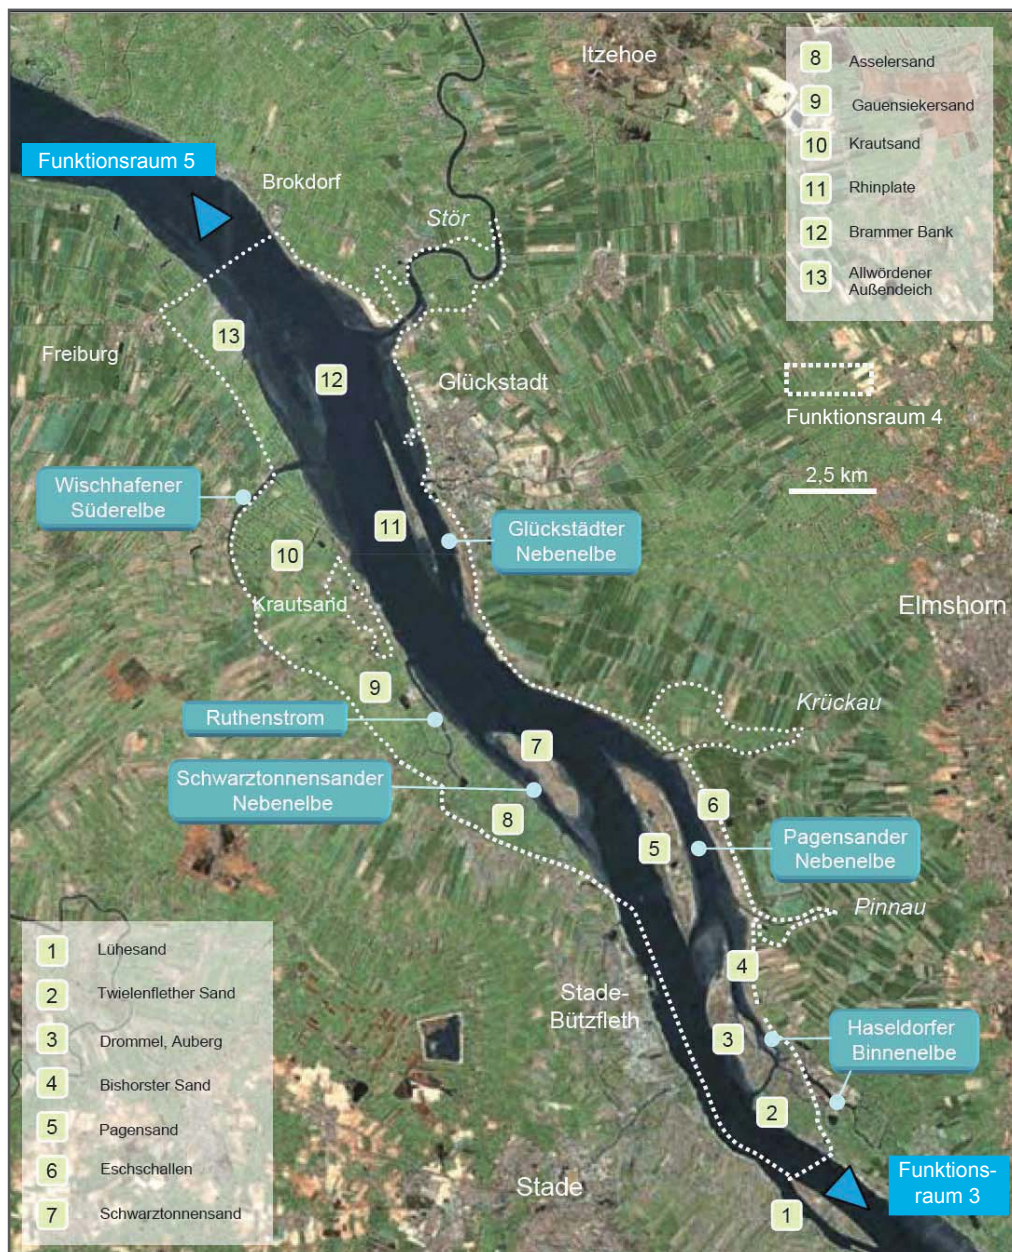 Itzehoe
8 Asselersand
9 Gauensiekersand
10 Krautsand
11 Rhinplate
12 Brammer Bank
13 Allwördener
Außendeich
Funktionsraum 5
Brokdorf
Stör
13
Freiburg
12
Glückstadt
Funktionsraum 4
2,5 km
Wischhafener
Süderelbe
11
Glückstädter
Nebenelbe
10
Krautsand
Elmshorn
9
Krückau
Ruthenstrom
7
Schwarztonnensander
Nebenelbe
8
6
5
Pagensander
Nebenelbe
Pinnau
4
Stade-
Bützfleth
3
Haseldorfer
Binnenelbe
2
Stade
Funktions-
raum 3
1
1 Lühesand
2 Twielenflether Sand
3 Drommel, Auberg
4 Bishorster Sand
5 Pagensand
6 Eschschallen
7 Schwarztonnensand